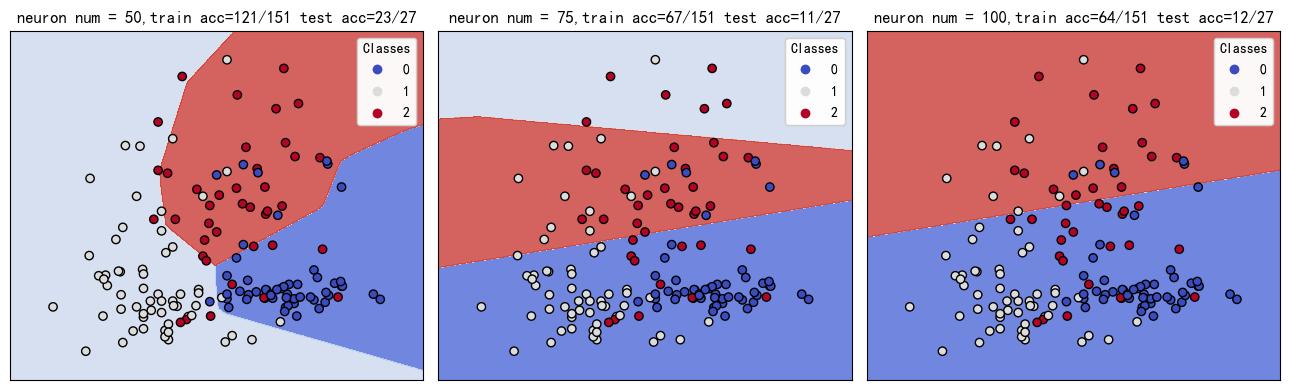 neuron num = 50,train acc=121/151 test acc=23/27
Classes
0
1
2
neuron num = 75,train acc=67/151 test acc=11/27
Classes
0
1
2
neuron num = 100,train acc=64/151 test acc=12/27
Classes
0
1
2